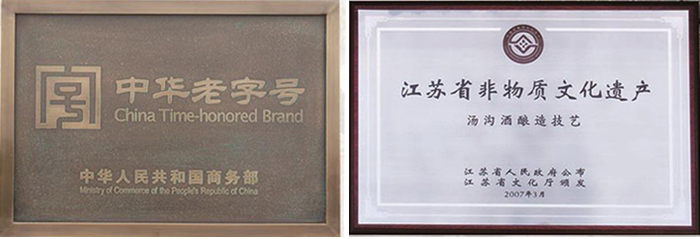 中华老字号
China Time-honored Brand
中华人民共和国商务部
Ministry of Commerce of the People's Republic of China
江苏省非物质文化遗产
汤沟酒酿造技艺
江苏省人民政府公布
江苏省文化厅颁发
2007年3月